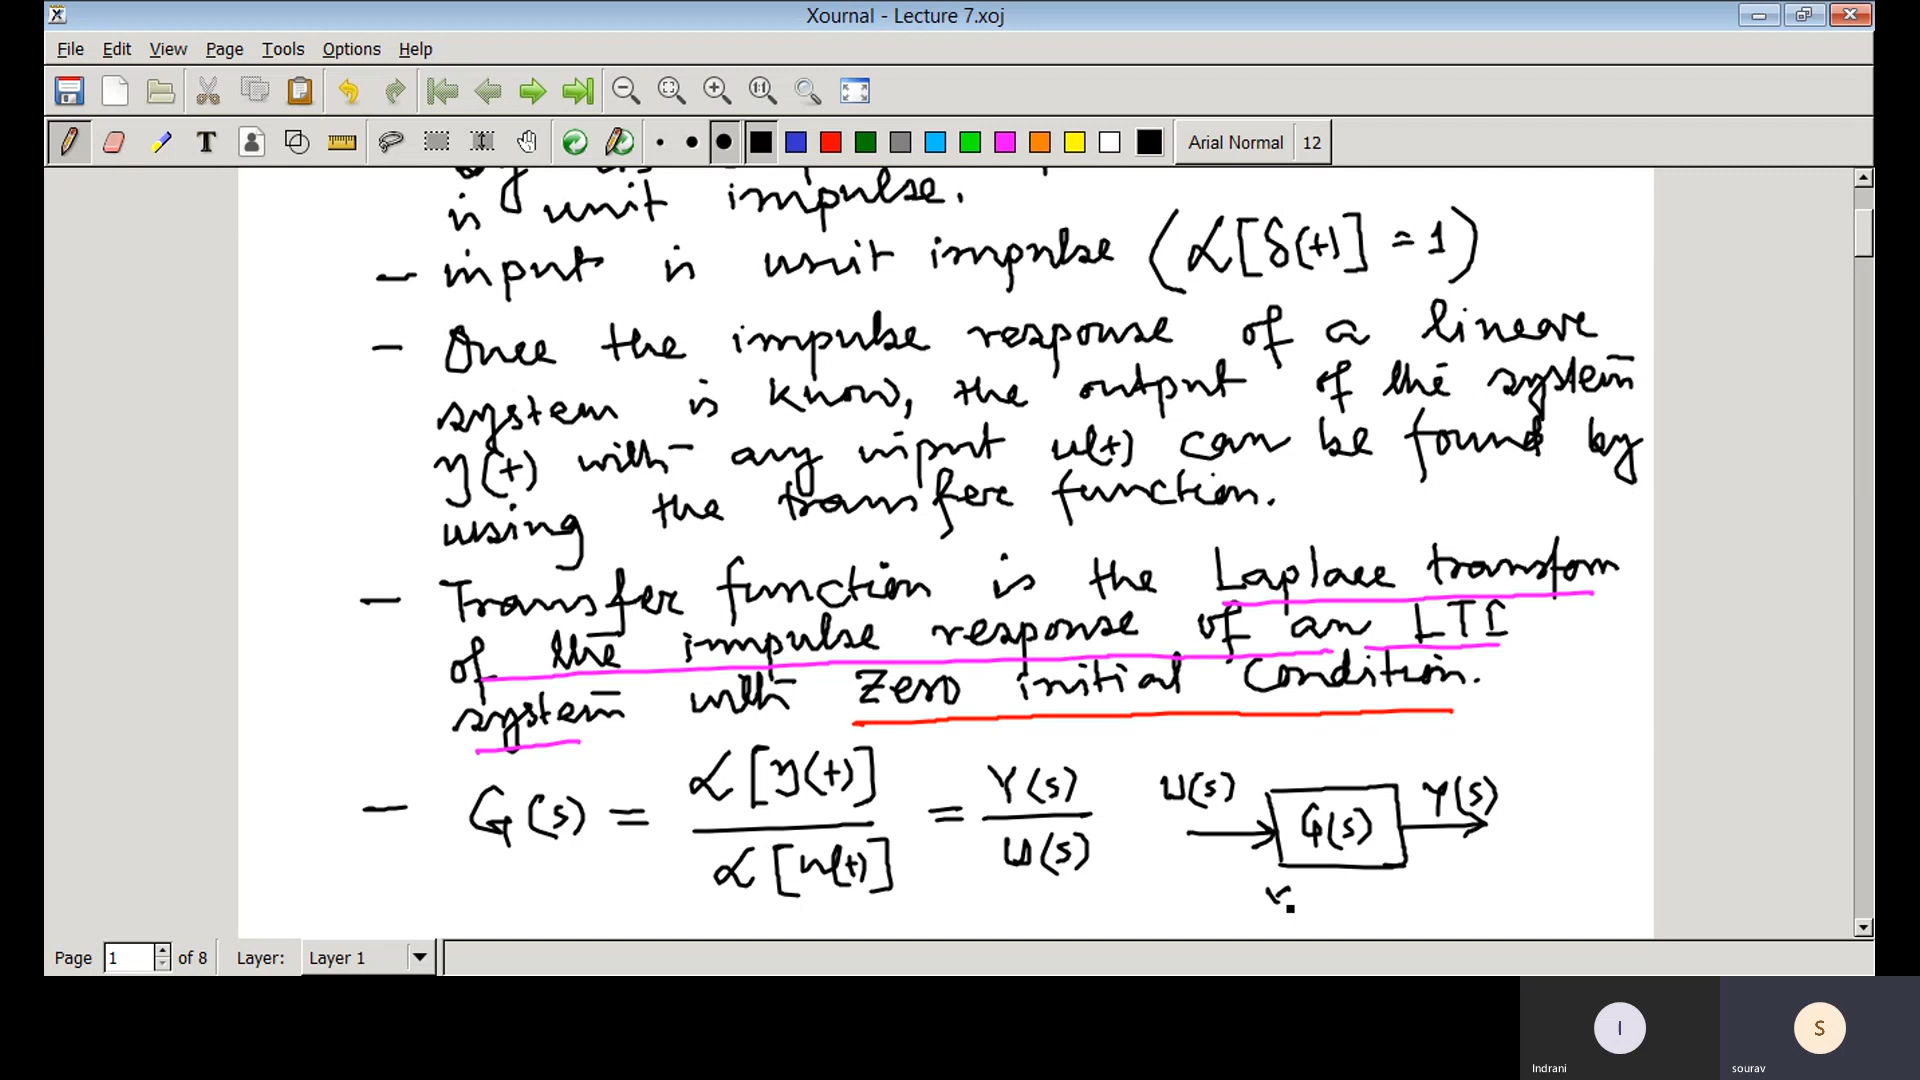 Xournal - Lecture 7.xoj
File Edit View Page Tools Options Help
Arial Normal 12
is unit impulse.
- input is unit impulse (L[δ(t)] = 1)
- Once the impulse response of a linear
system is know, the output of the system
y(t) with any input u(t) can be found by
using the transfer function.
- Transfer function is the Laplace transform
of the impulse response of an LTI
system with Zero initial Condition.
- G(s) = L[y(t)] / L[u(t)] = Y(s) / U(s) U(s) G(s) Y(s)
Page 1 of 8 Layer: Layer 1
I S
Indrani sourav